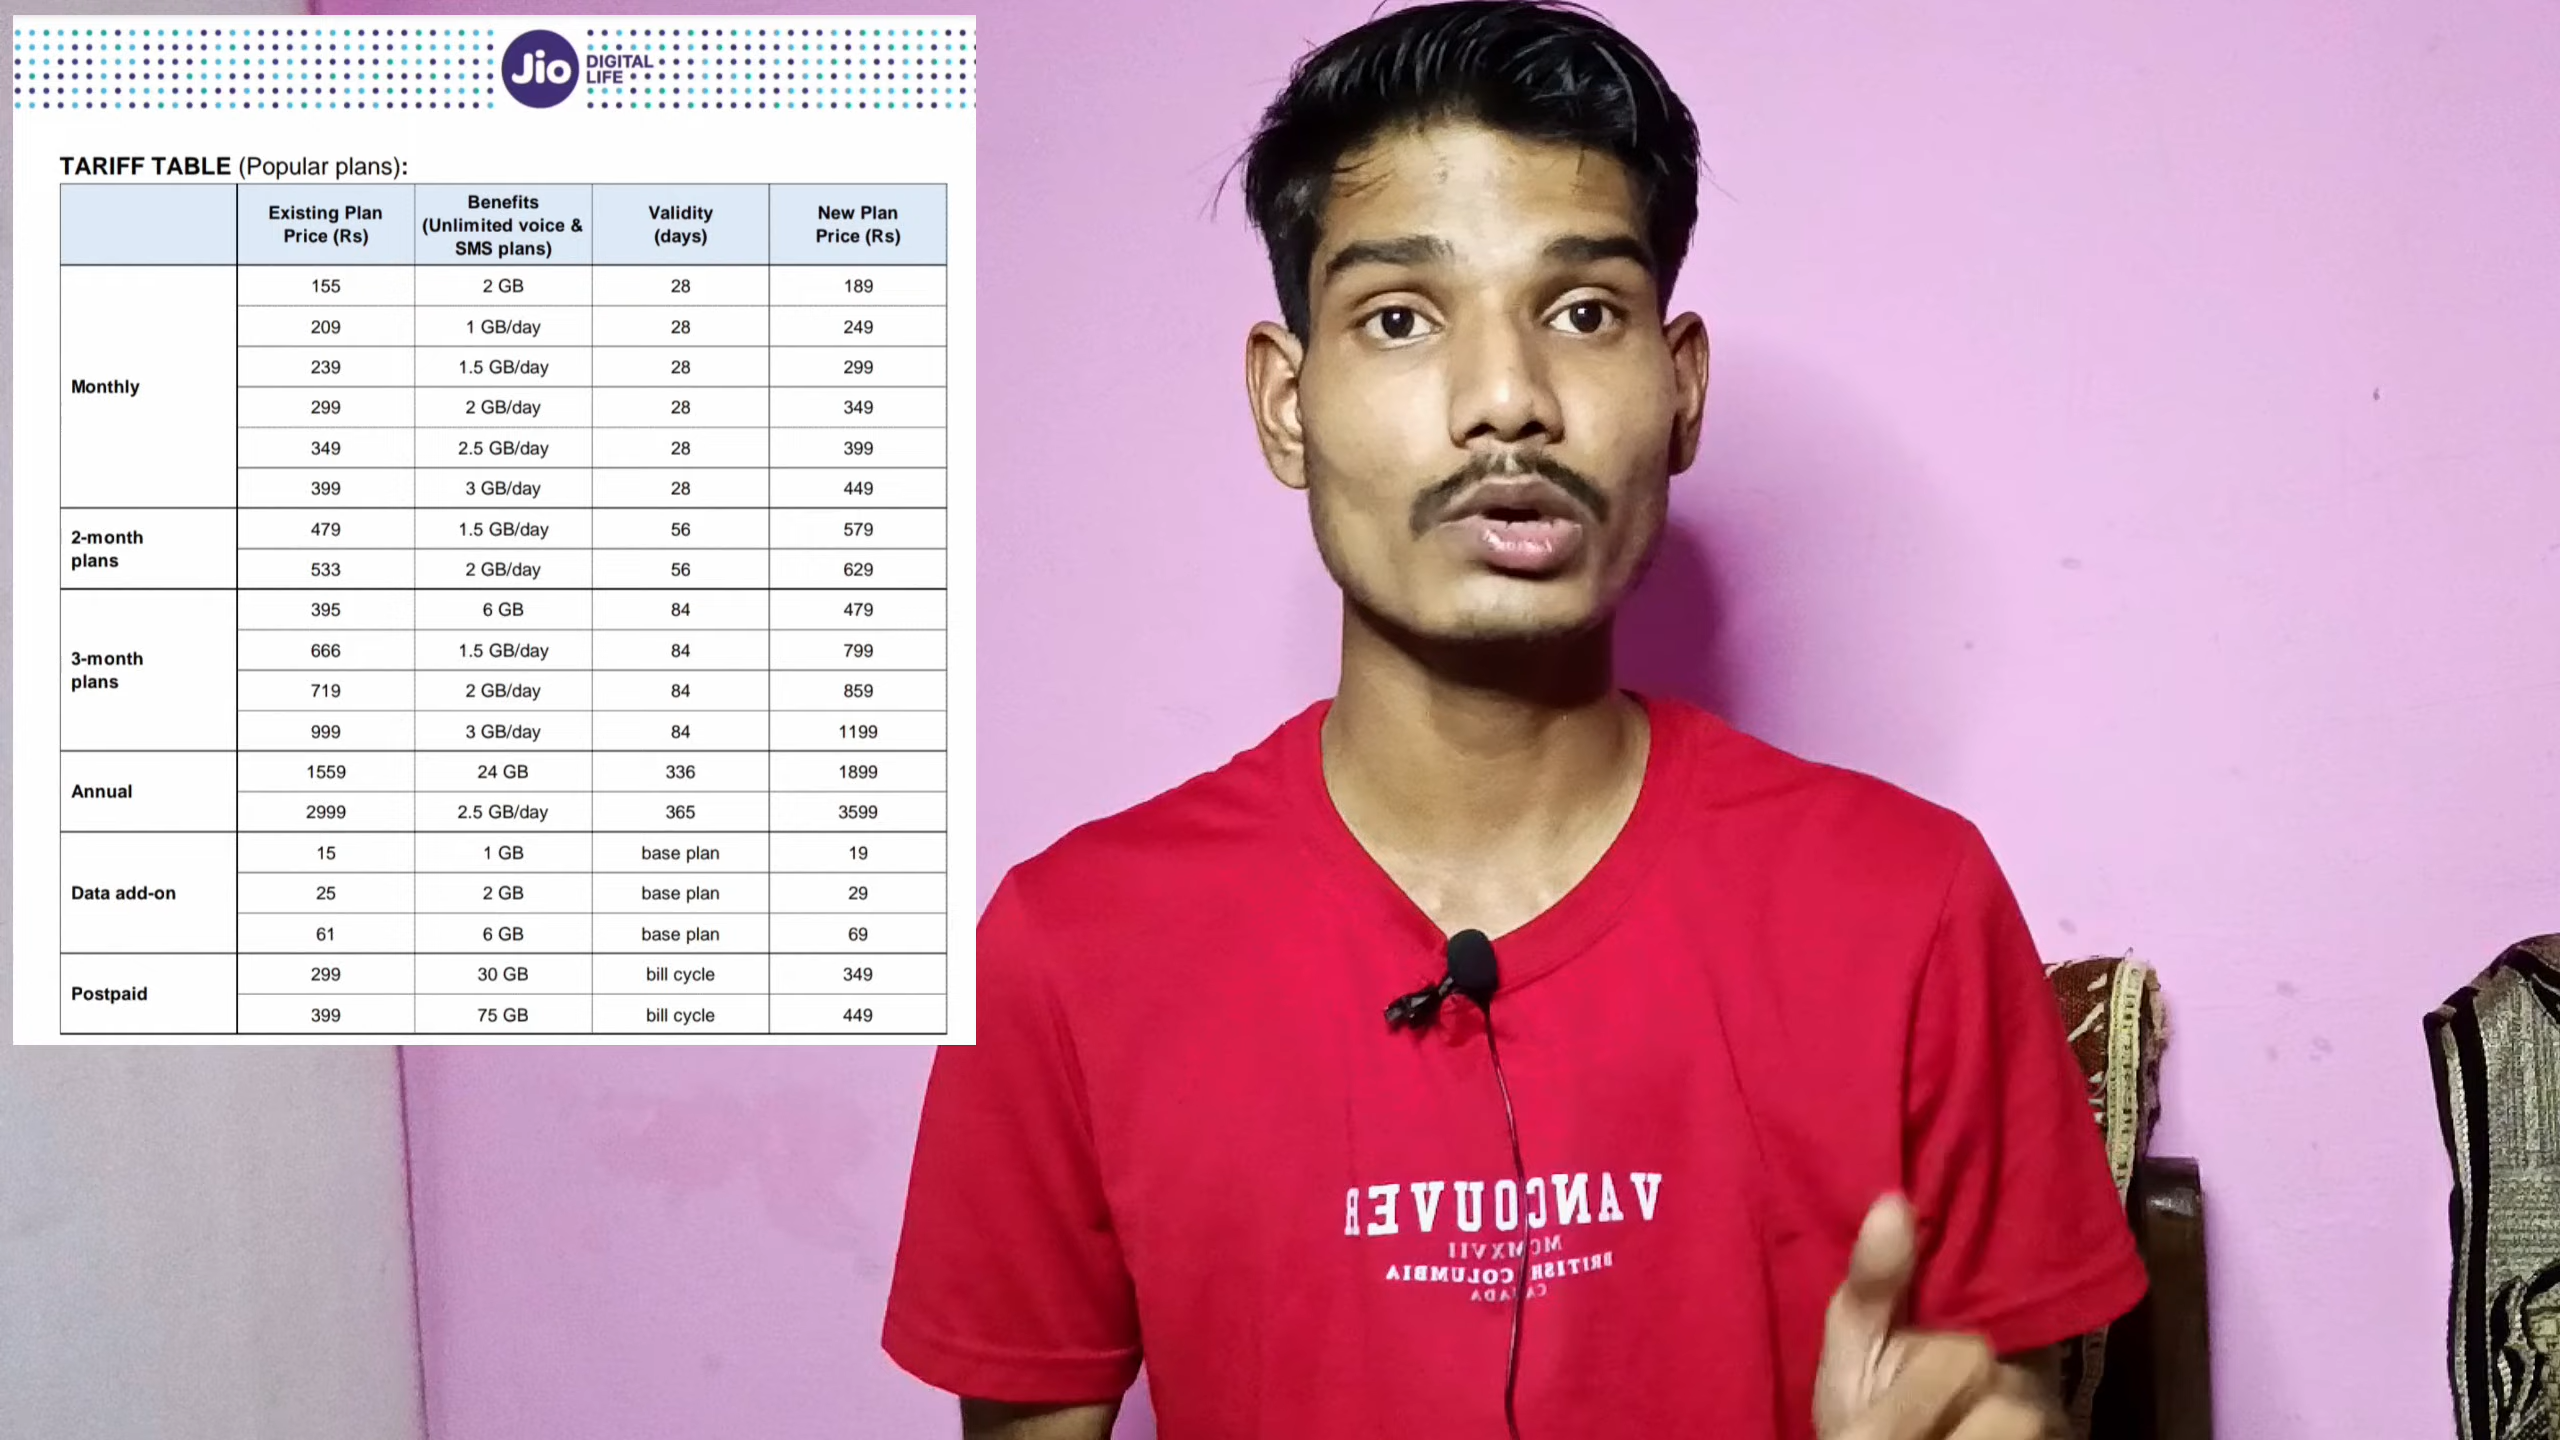 Jio DIGITAL LIFE
TARIFF TABLE (Popular plans):
Existing Plan Price (Rs) Benefits (Unlimited voice & SMS plans) Validity (days) New Plan Price (Rs)
Monthly
155 2 GB 28 189
209 1 GB/day 28 249
239 1.5 GB/day 28 299
299 2 GB/day 28 349
349 2.5 GB/day 28 399
399 3 GB/day 28 449
2-month plans
479 1.5 GB/day 56 579
533 2 GB/day 56 629
3-month plans
395 6 GB 84 479
666 1.5 GB/day 84 799
719 2 GB/day 84 859
999 3 GB/day 84 1199
Annual
1559 24 GB 336 1899
2999 2.5 GB/day 365 3599
Data add-on
15 1 GB base plan 19
25 2 GB base plan 29
61 6 GB base plan 69
Postpaid
299 30 GB bill cycle 349
399 75 GB bill cycle 449
VANCOUVER
MCMXVII
BRITISH COLUMBIA
CANADA